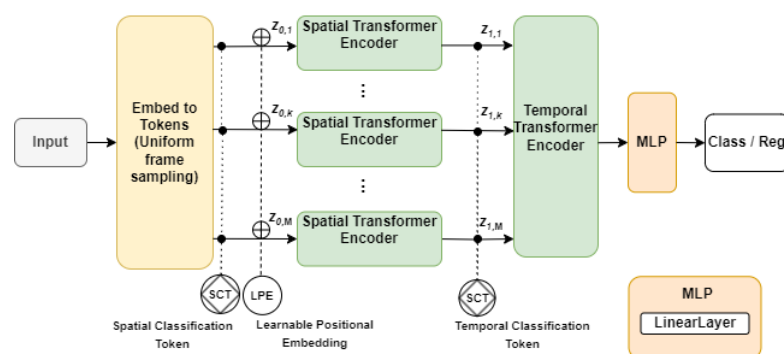 Input
Embed to
Tokens
(Uniform
frame
sampling)
z0,1
z0,k
z0,M
Spatial Transformer
Encoder
...
Spatial Transformer
Encoder
...
Spatial Transformer
Encoder
z1,1
z1,k
z1,M
Temporal
Transformer
Encoder
MLP
Class / Reg
SCT
LPE
SCT
Spatial Classification
Token
Learnable Positional
Embedding
Temporal Classification
Token
MLP
LinearLayer